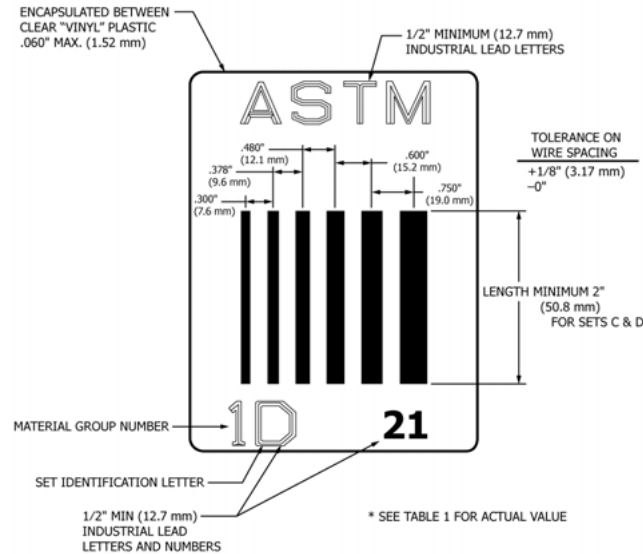 ENCAPSULATED BETWEEN
CLEAR "VINYL" PLASTIC
.060" MAX. (1.52 mm)
1/2" MINIMUM (12.7 mm)
INDUSTRIAL LEAD LETTERS
ASTM
.480"
(12.1 mm)
.600"
(15.2 mm)
.378"
(9.6 mm)
.750"
(19.0 mm)
.300"
(7.6 mm)
TOLERANCE ON
WIRE SPACING
+1/8" (3.17 mm)
−0"
LENGTH MINIMUM 2"
(50.8 mm)
FOR SETS C & D
MATERIAL GROUP NUMBER
1D
21
SET IDENTIFICATION LETTER
1/2" MIN (12.7 mm)
INDUSTRIAL LEAD
LETTERS AND NUMBERS
* SEE TABLE 1 FOR ACTUAL VALUE